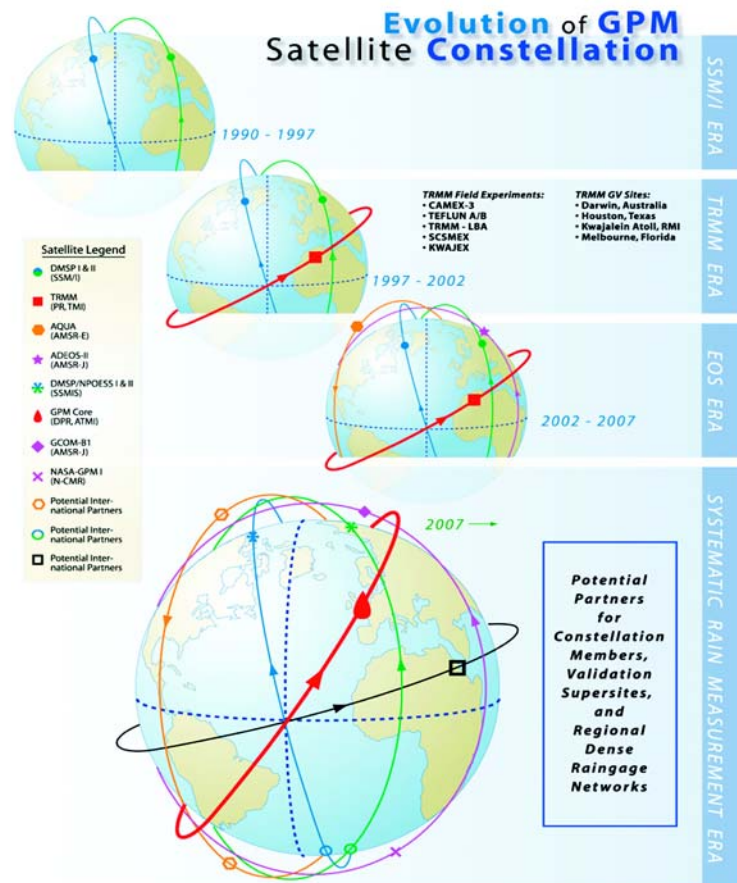 Evolution of GPM
Satellite Constellation
SSM/I ERA
1990 - 1997
TRMM Field Experiments:
• CAMEX-3
• TEFLUN A/B
• TRMM - LBA
• SCSMEX
• KWAJEX
TRMM GV Sites:
• Darwin, Australia
• Houston, Texas
• Kwajalein Atoll, RMI
• Melbourne, Florida
TRMM ERA
1997 - 2002
Satellite Legend
DMSP I & II
(SSM/I)
TRMM
(PR, TMI)
AQUA
(AMSR-E)
ADEOS-II
(AMSR-J)
DMSP/NPOESS I & II
(SSMIS)
GPM Core
(DPR, ATMI)
GCOM-B1
(AMSR-J)
NASA-GPM I
(N-CMR)
Potential Inter-
national Partners
Potential Inter-
national Partners
Potential Inter-
national Partners
EOS ERA
2002 - 2007
2007
SYSTEMATIC RAIN MEASUREMENT ERA
Potential
Partners
for
Constellation
Members,
Validation
Supersites,
and
Regional
Dense
Raingage
Networks